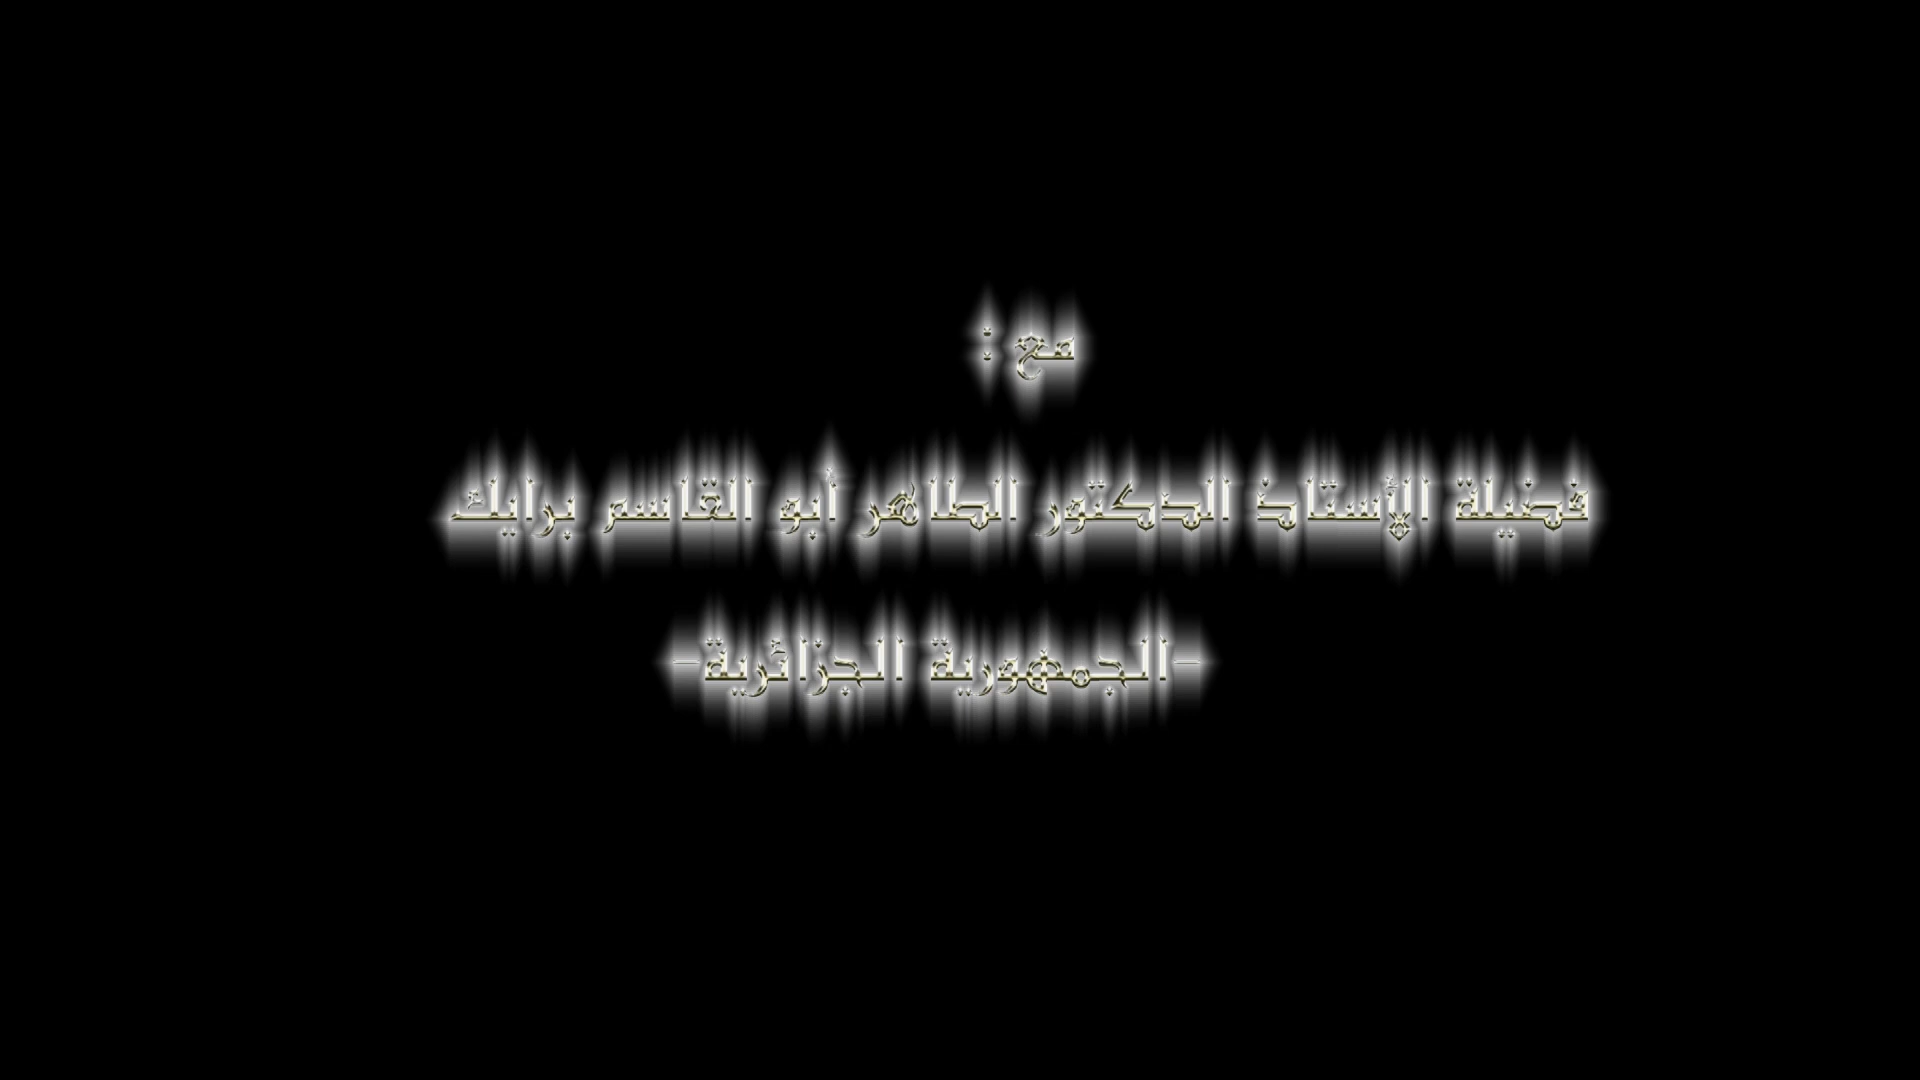 مع :
فضيلة الأستاذ الدكتور الطاهر أبو القاسم برايك
-الجمهورية الجزائرية-